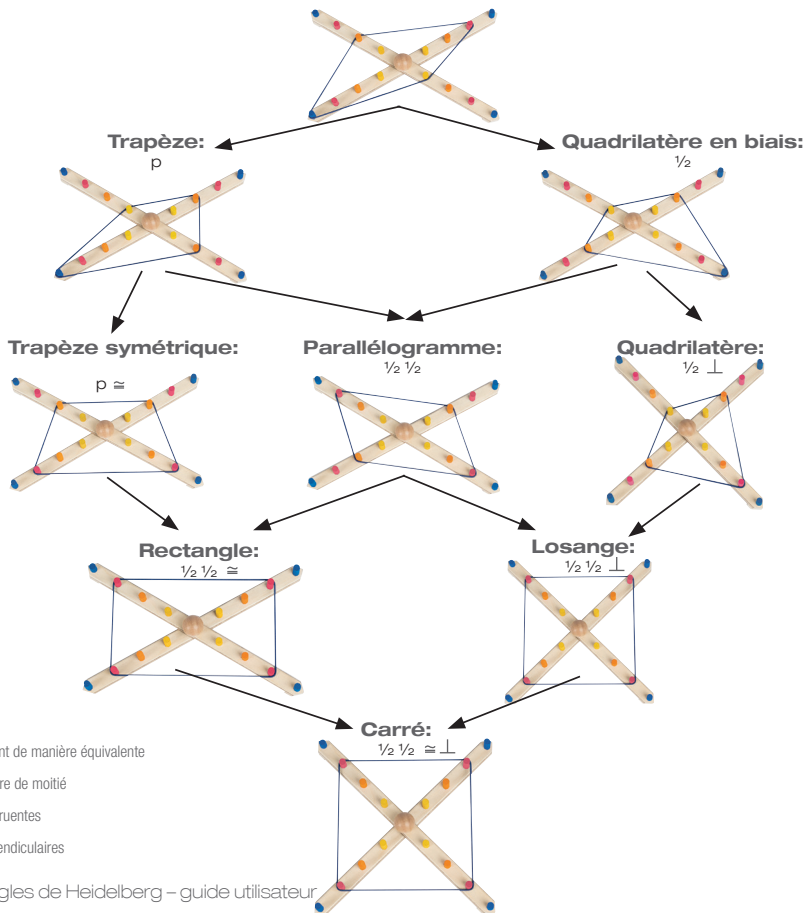 Trapèze:
p
Quadrilatère en biais:
½
Trapèze symétrique:
p ≅
Parallélogramme:
½ ½
Quadrilatère:
½ ⊥
Rectangle:
½ ½ ≅
Losange:
½ ½ ⊥
Carré:
½ ½ ≅ ⊥
nt de manière équivalente
re de moitié
ruentes
endiculaires
gles de Heidelberg – guide utilisateur